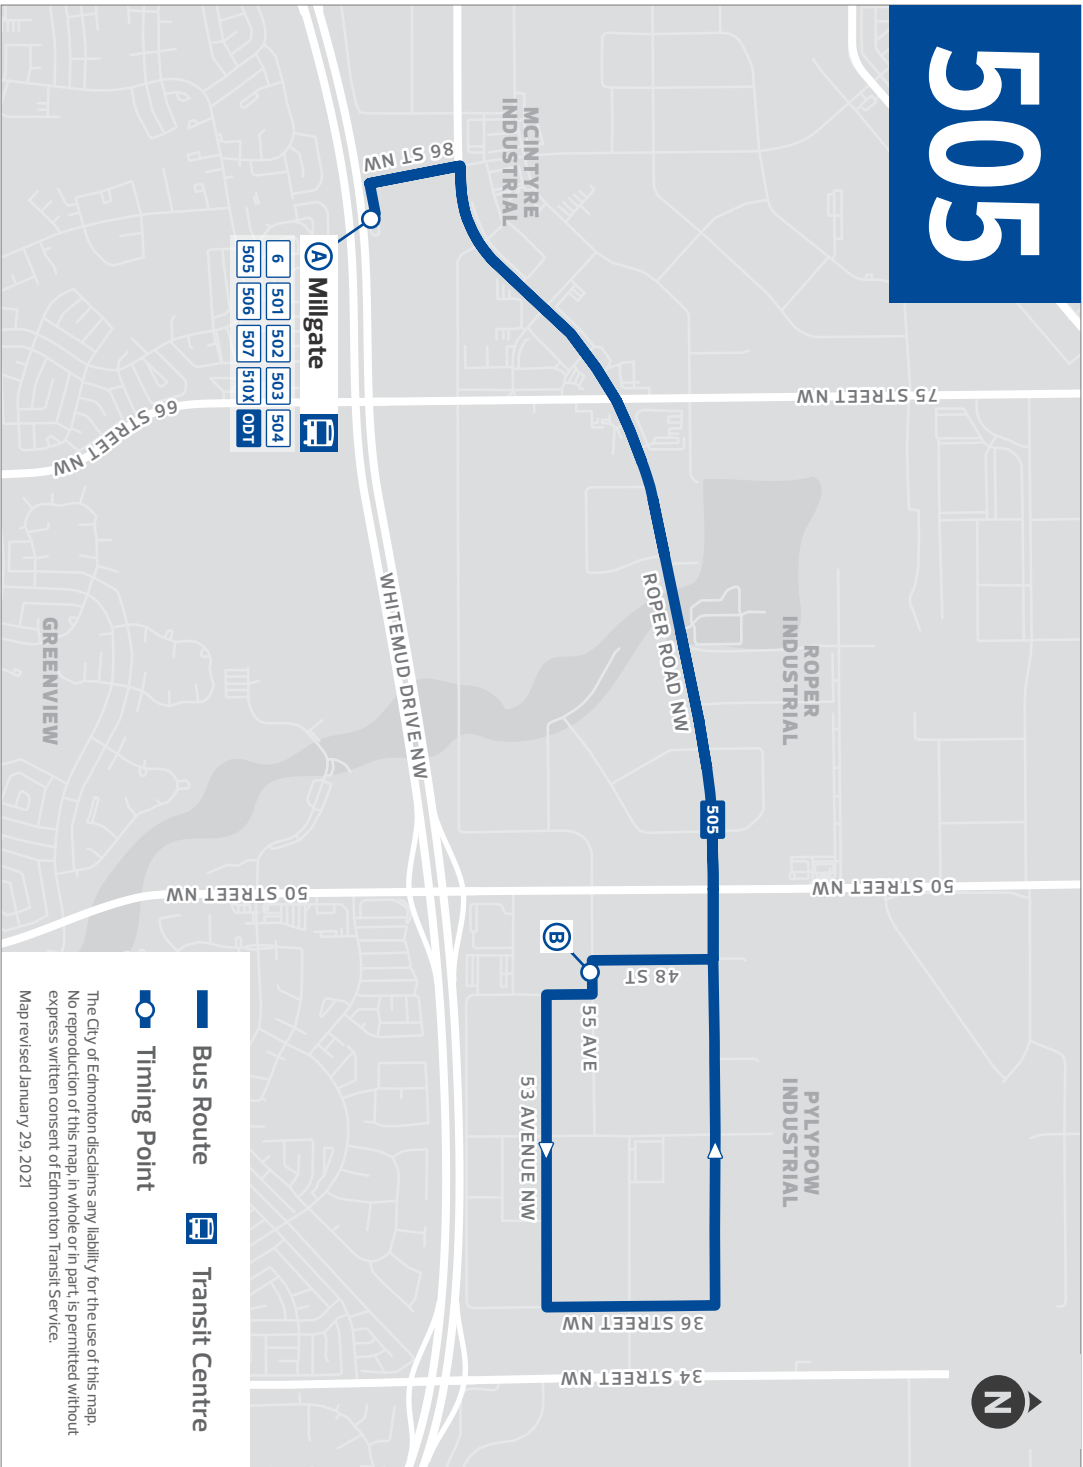 505
MCINTYRE
INDUSTRIAL
86 ST NW
A Millgate
6 501 502 503 504
505 506 507 510X ODT
75 STREET NW
66 STREET NW
ROPER ROAD NW
ROPER
INDUSTRIAL
WHITEMUD DRIVE NW
GREENVIEW
505
50 STREET NW
50 STREET NW
B
48 ST
55 AVE
53 AVENUE NW
PYLYPOW
INDUSTRIAL
36 STREET NW
34 STREET NW
N
Bus Route
Transit Centre
Timing Point
The City of Edmonton disclaims any liability for the use of this map.
No reproduction of this map, in whole or in part, is permitted without
express written consent of Edmonton Transit Service.
Map revised January 29, 2021